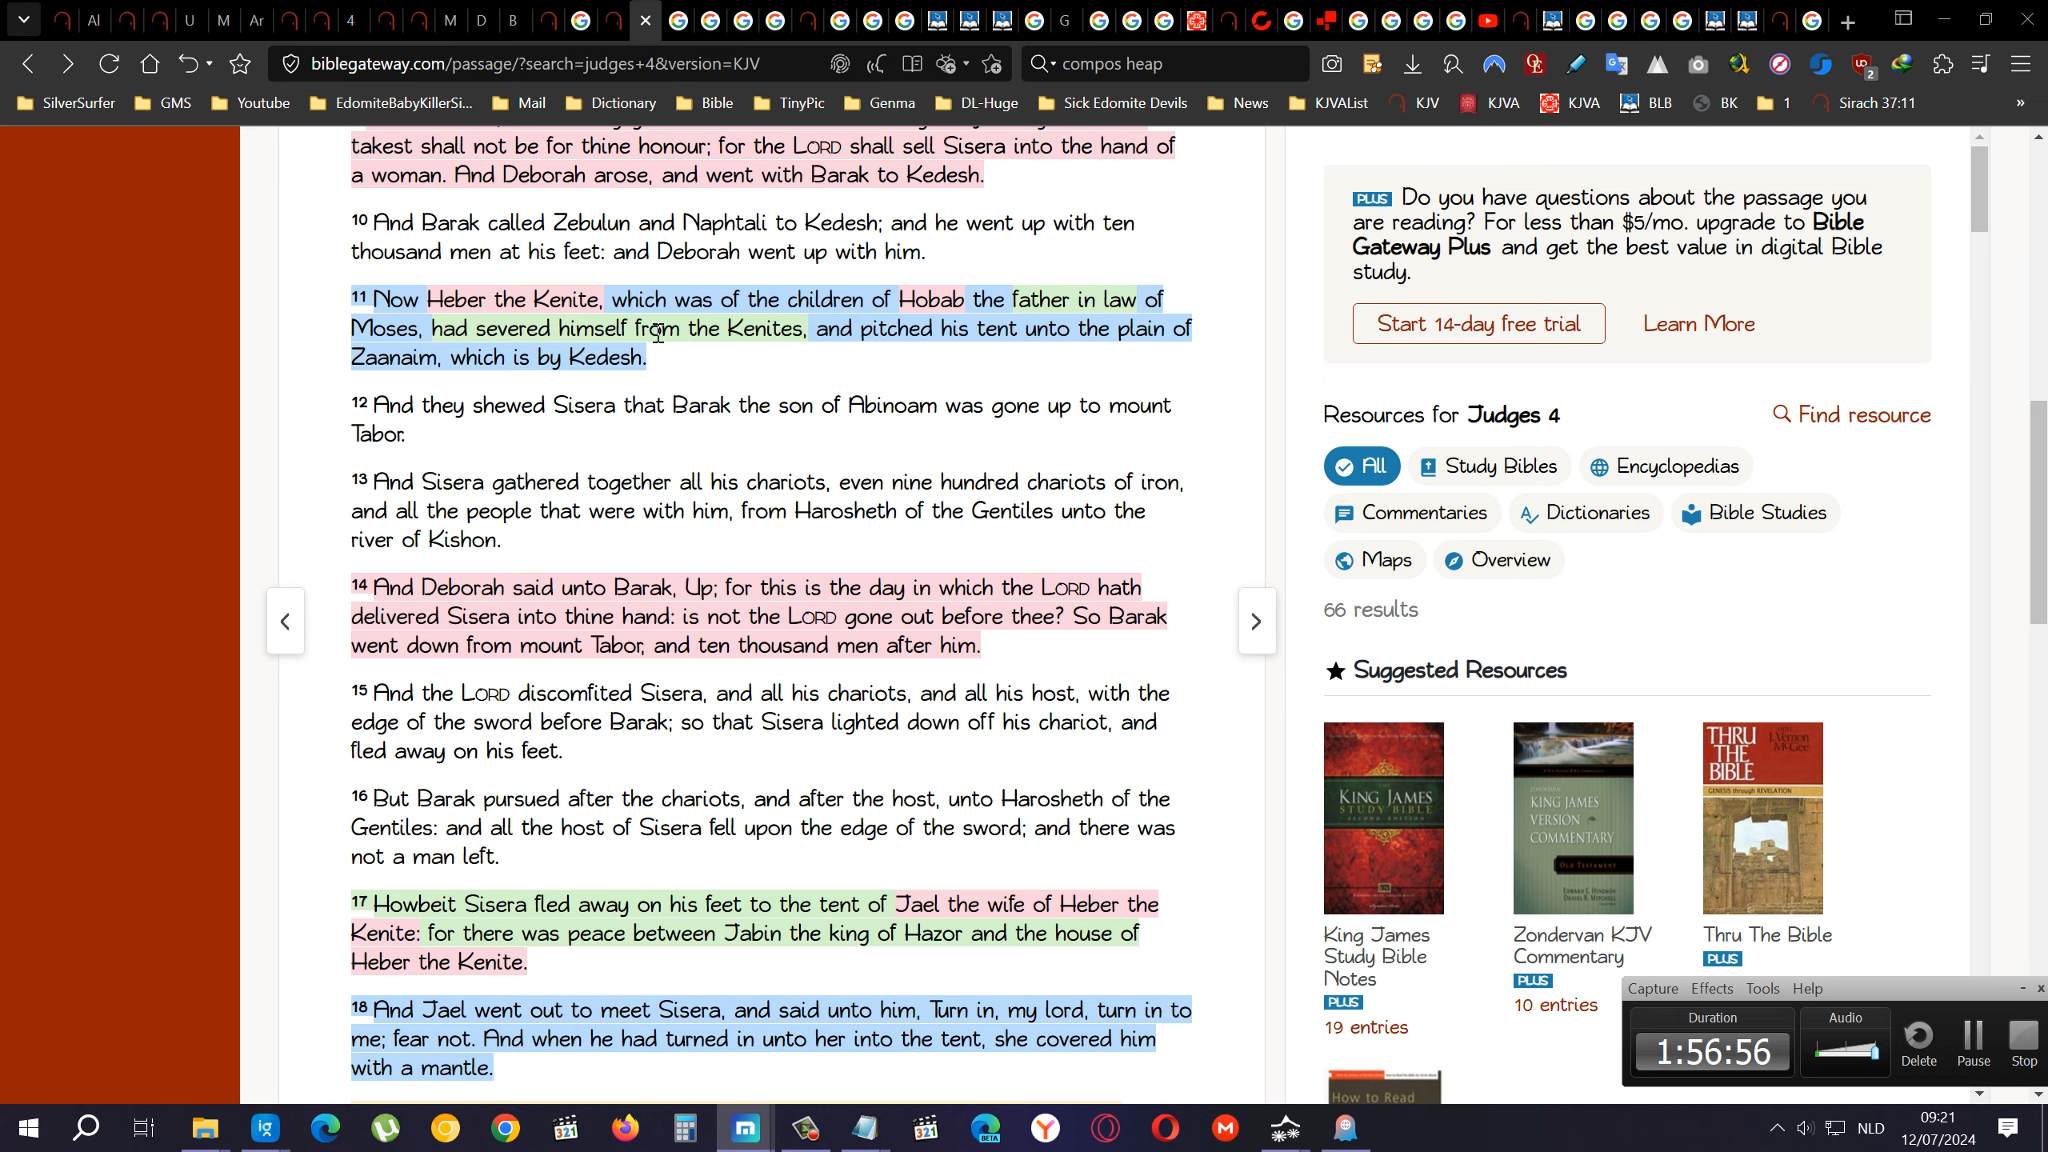 Al U M Ar 4 M D B G
biblegateway.com/passage/?search=judges+4&version=KJV
compos heap
SilverSurfer GMS Youtube EdomiteBabyKillerSi... Mail Dictionary Bible TinyPic Genma DL-Huge Sick Edomite Devils News KJVAList KJV KJVA KJVA BLB BK 1 Sirach 37:11 »
takest shall not be for thine honour; for the LORD shall sell Sisera into the hand of
a woman. And Deborah arose, and went with Barak to Kedesh.
10 And Barak called Zebulun and Naphtali to Kedesh; and he went up with ten
thousand men at his feet: and Deborah went up with him.
11 Now Heber the Kenite, which was of the children of Hobab the father in law of
Moses, had severed himself from the Kenites, and pitched his tent unto the plain of
Zaanaim, which is by Kedesh.
12 And they shewed Sisera that Barak the son of Abinoam was gone up to mount
Tabor.
13 And Sisera gathered together all his chariots, even nine hundred chariots of iron,
and all the people that were with him, from Harosheth of the Gentiles unto the
river of Kishon.
14 And Deborah said unto Barak, Up; for this is the day in which the LORD hath
delivered Sisera into thine hand: is not the LORD gone out before thee? So Barak
went down from mount Tabor, and ten thousand men after him.
15 And the LORD discomfited Sisera, and all his chariots, and all his host, with the
edge of the sword before Barak; so that Sisera lighted down off his chariot, and
fled away on his feet.
16 But Barak pursued after the chariots, and after the host, unto Harosheth of the
Gentiles: and all the host of Sisera fell upon the edge of the sword; and there was
not a man left.
17 Howbeit Sisera fled away on his feet to the tent of Jael the wife of Heber the
Kenite: for there was peace between Jabin the king of Hazor and the house of
Heber the Kenite.
18 And Jael went out to meet Sisera, and said unto him, Turn in, my lord, turn in to
me; fear not. And when he had turned in unto her into the tent, she covered him
with a mantle.
PLUS Do you have questions about the passage you
are reading? For less than $5/mo. upgrade to Bible
Gateway Plus and get the best value in digital Bible
study.
Start 14-day free trial Learn More
Resources for Judges 4 Find resource
All Study Bibles Encyclopedias
Commentaries Dictionaries Bible Studies
Maps Overview
66 results
Suggested Resources
KING JAMES
STUDY BIBLE
SECOND EDITION
KING JAMES
VERSION
COMMENTARY
OLD TESTAMENT
THRU
THE
BIBLE
GENESIS through REVELATION
King James
Study Bible
Notes
PLUS
19 entries
Zondervan KJV
Commentary
PLUS
10 entries
Thru The Bible
PLUS
How to Read
Capture Effects Tools Help
Duration Audio
1:56:56
Delete Pause Stop
NLD
09:21
12/07/2024